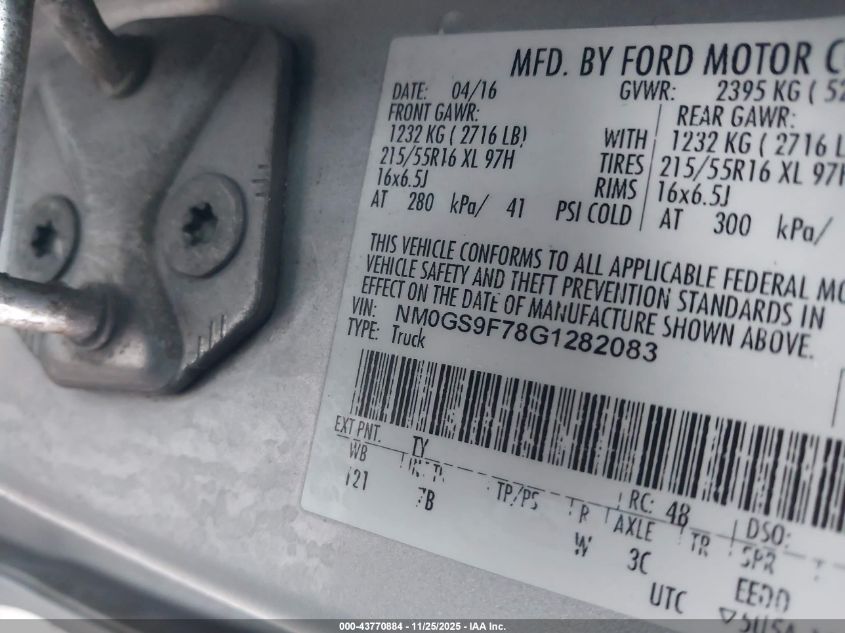 MFD. BY FORD MOTOR C
DATE: 04/16 GVWR: 2395 KG ( 52
FRONT GAWR: REAR GAWR:
1232 KG ( 2716 LB) WITH 1232 KG ( 2716 L
215/55R16 XL 97H TIRES 215/55R16 XL 97H
16x6.5J RIMS 16x6.5J
AT 280 kPa/ 41 PSI COLD AT 300 kPa/
THIS VEHICLE CONFORMS TO ALL APPLICABLE FEDERAL MO
VEHICLE SAFETY AND THEFT PREVENTION STANDARDS IN
EFFECT ON THE DATE OF MANUFACTURE SHOWN ABOVE.
VIN: NM0GS9F78G1282083
TYPE: Truck
EXT PNT: TY RC: 48 DSO:
WB TP/PS R AXLE TR SPR
121 7B W 3C
UTC
000-43770884 - 11/25/2025 - IAA Inc.